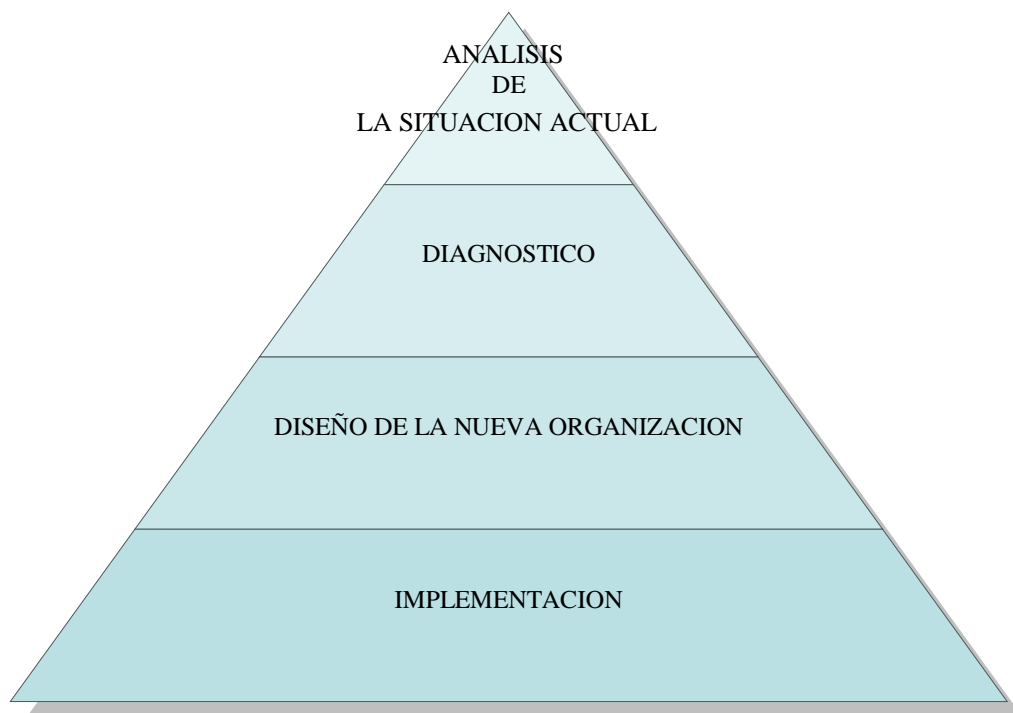 ANALISIS
DE
LA SITUACION ACTUAL
DIAGNOSTICO
DISEÑO DE LA NUEVA ORGANIZACION
IMPLEMENTACION